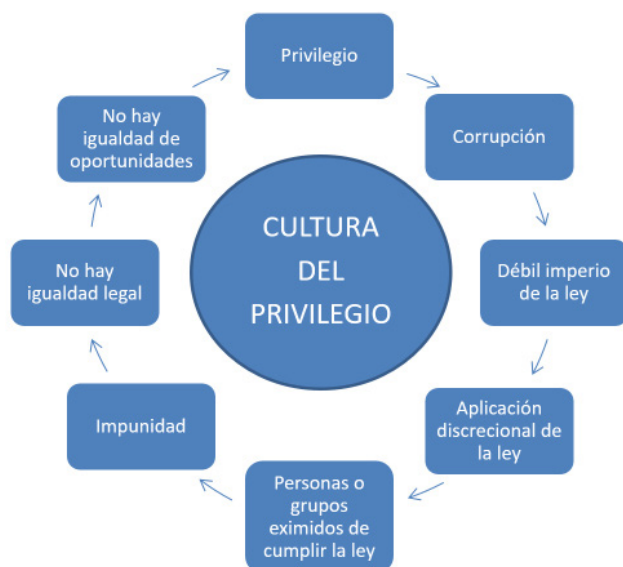 Privilegio
Corrupción
Débil imperio
de la ley
Aplicación
discrecional de
la ley
Personas o
grupos
eximidos de
cumplir la ley
Impunidad
No hay
igualdad legal
No hay
igualdad de
oportunidades
CULTURA
DEL
PRIVILEGIO